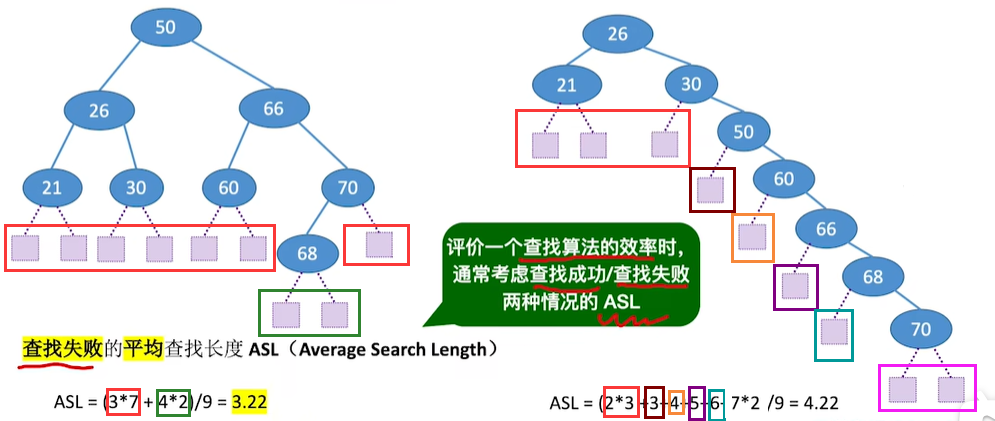 50
26
66
21
30
60
70
68
26
21
30
50
60
66
68
70
评价一个查找算法的效率时，
通常考虑查找成功/查找失败
两种情况的 ASL
查找失败的平均查找长度 ASL（Average Search Length）
ASL = (3*7 + 4*2)/9 = 3.22
ASL = (2*3+3+4+5+6+ 7*2 /9 = 4.22